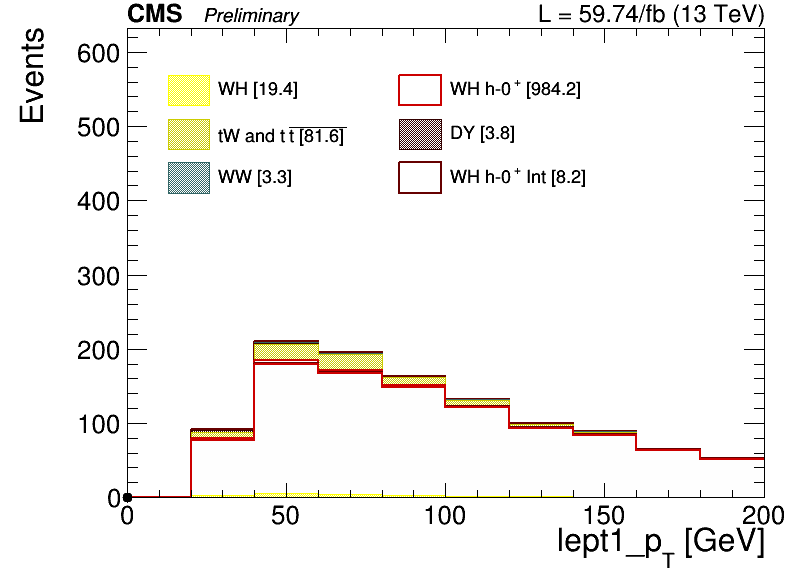 CMS Preliminary L = 59.74/fb (13 TeV)
Events
600
500
400
300
200
100
0
WH [19.4]
WH h-0⁺ [984.2]
tW and t t [81.6]
DY [3.8]
WW [3.3]
WH h-0⁺ Int [8.2]
0 50 100 150 200
lept1_p_T [GeV]